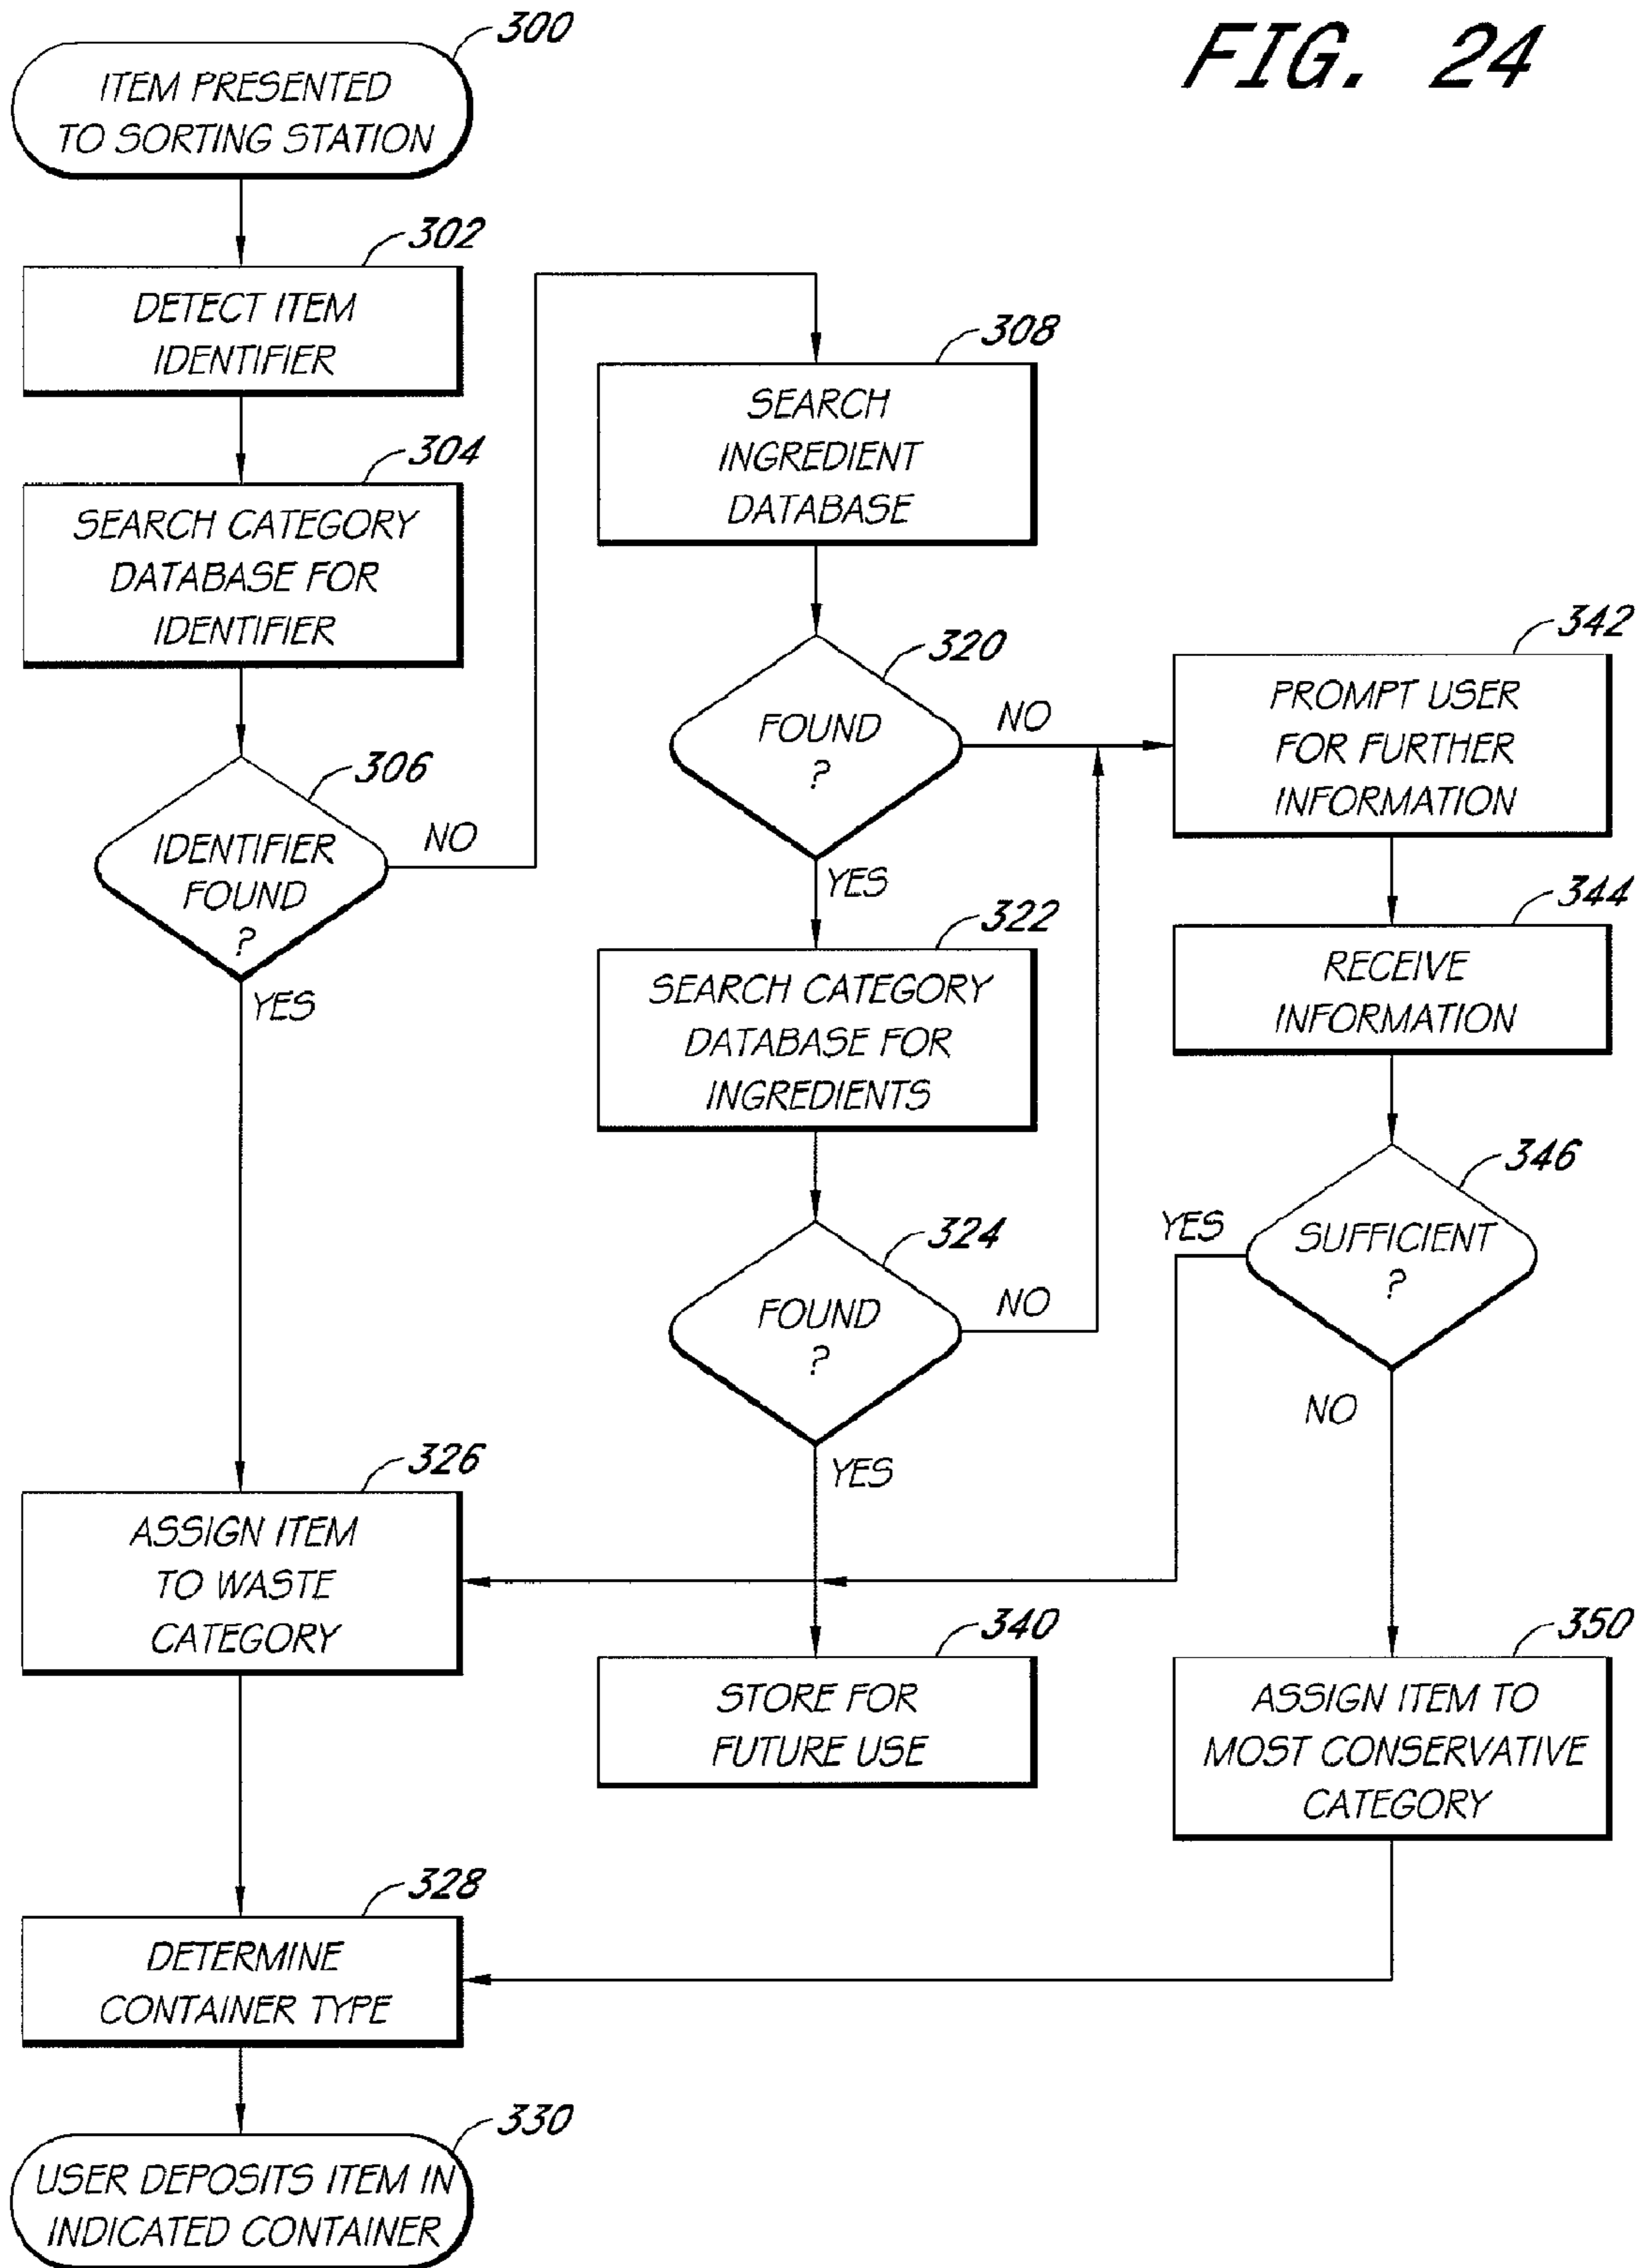 FIG. 24
300
ITEM PRESENTED
TO SORTING STATION
302
DETECT ITEM
IDENTIFIER
304
SEARCH CATEGORY
DATABASE FOR
IDENTIFIER
306
IDENTIFIER
FOUND
?
NO
YES
308
SEARCH
INGREDIENT
DATABASE
320
FOUND
?
NO
YES
322
SEARCH CATEGORY
DATABASE FOR
INGREDIENTS
324
FOUND
?
NO
YES
342
PROMPT USER
FOR FURTHER
INFORMATION
344
RECEIVE
INFORMATION
346
SUFFICIENT
?
YES
NO
326
ASSIGN ITEM
TO WASTE
CATEGORY
340
STORE FOR
FUTURE USE
350
ASSIGN ITEM TO
MOST CONSERVATIVE
CATEGORY
328
DETERMINE
CONTAINER TYPE
330
USER DEPOSITS ITEM IN
INDICATED CONTAINER